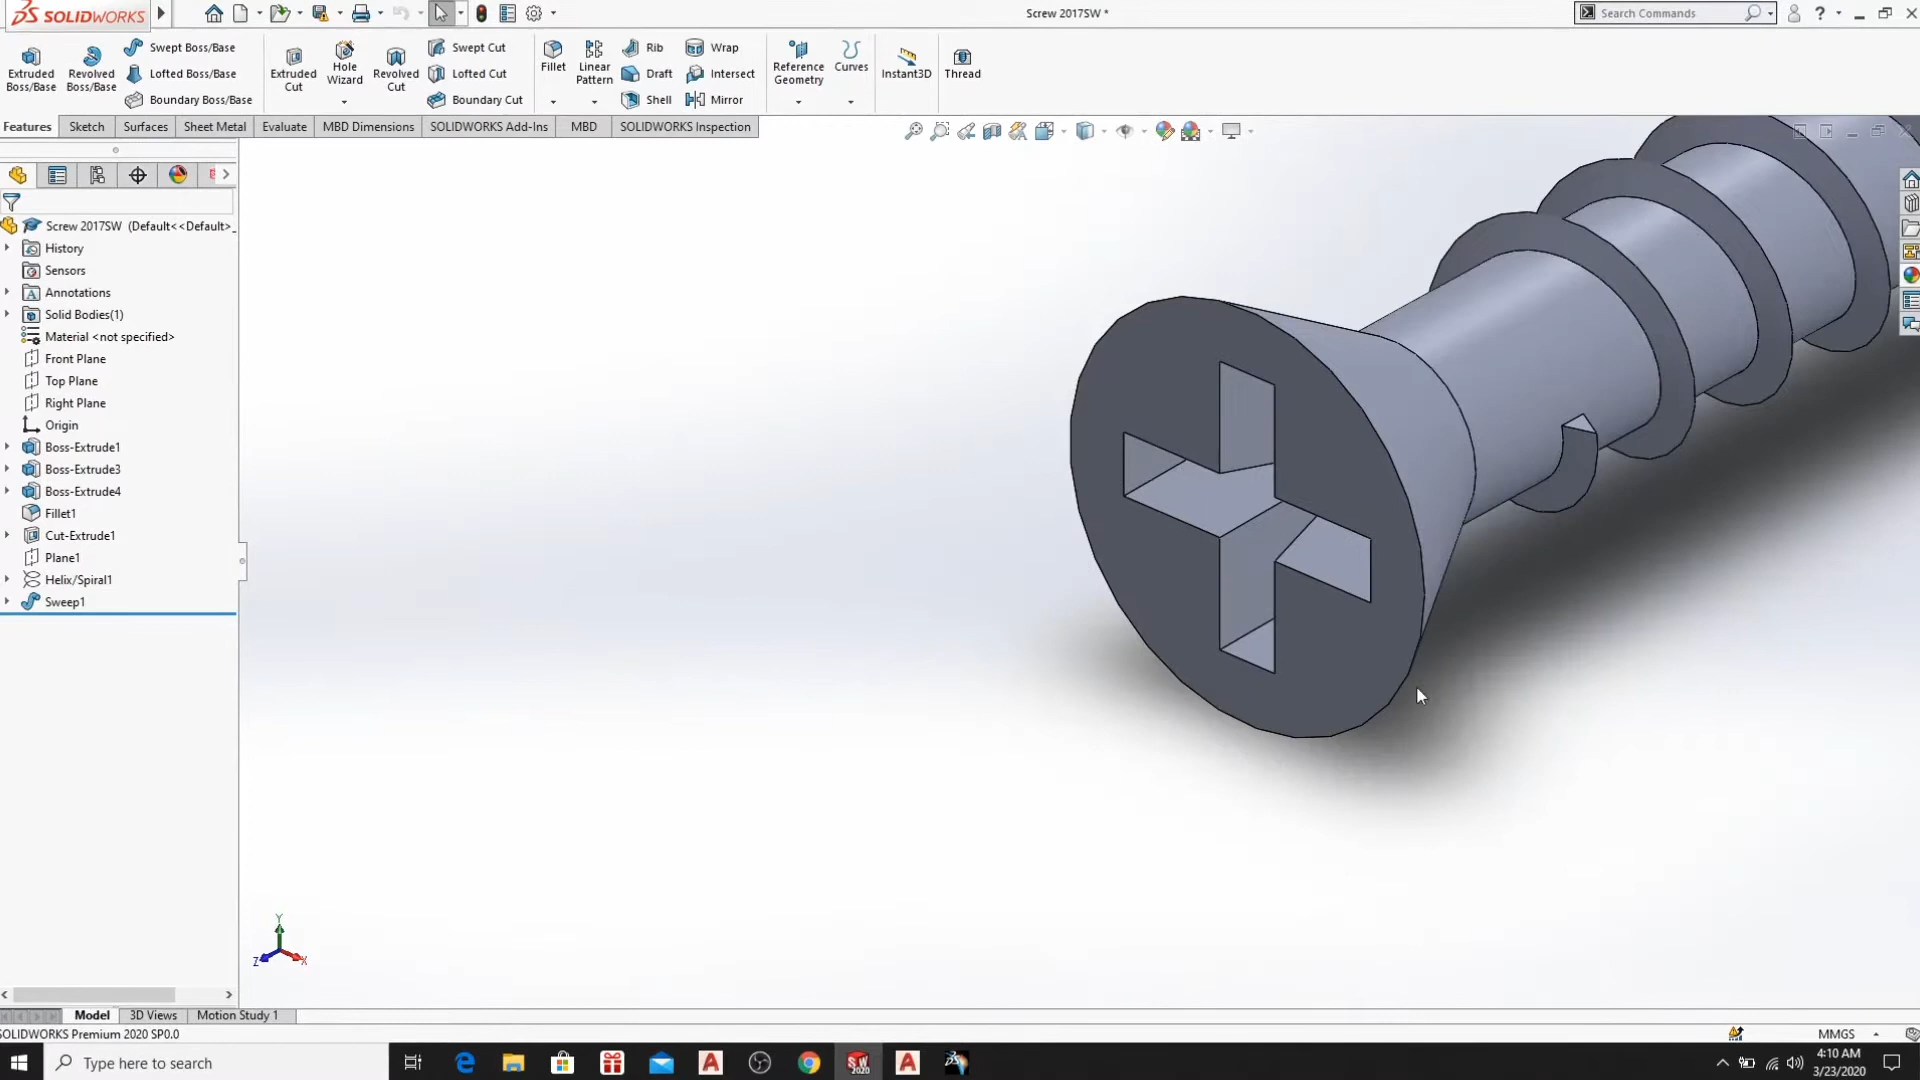 SOLIDWORKS
Screw 2017SW *
Search Commands
?
Extruded Boss/Base
Revolved Boss/Base
Swept Boss/Base
Lofted Boss/Base
Boundary Boss/Base
Extruded Cut
Hole Wizard
Revolved Cut
Swept Cut
Lofted Cut
Boundary Cut
Fillet
Linear Pattern
Rib
Draft
Shell
Wrap
Intersect
Mirror
Reference Geometry
Curves
Instant3D
Thread
Features
Sketch
Surfaces
Sheet Metal
Evaluate
MBD Dimensions
SOLIDWORKS Add-Ins
MBD
SOLIDWORKS Inspection
Screw 2017SW (Default<<Default>_
History
Sensors
Annotations
Solid Bodies(1)
Material <not specified>
Front Plane
Top Plane
Right Plane
Origin
Boss-Extrude1
Boss-Extrude3
Boss-Extrude4
Fillet1
Cut-Extrude1
Plane1
Helix/Spiral1
Sweep1
Y
Z
X
Model
3D Views
Motion Study 1
SOLIDWORKS Premium 2020 SP0.0
MMGS
Type here to search
4:10 AM
3/23/2020